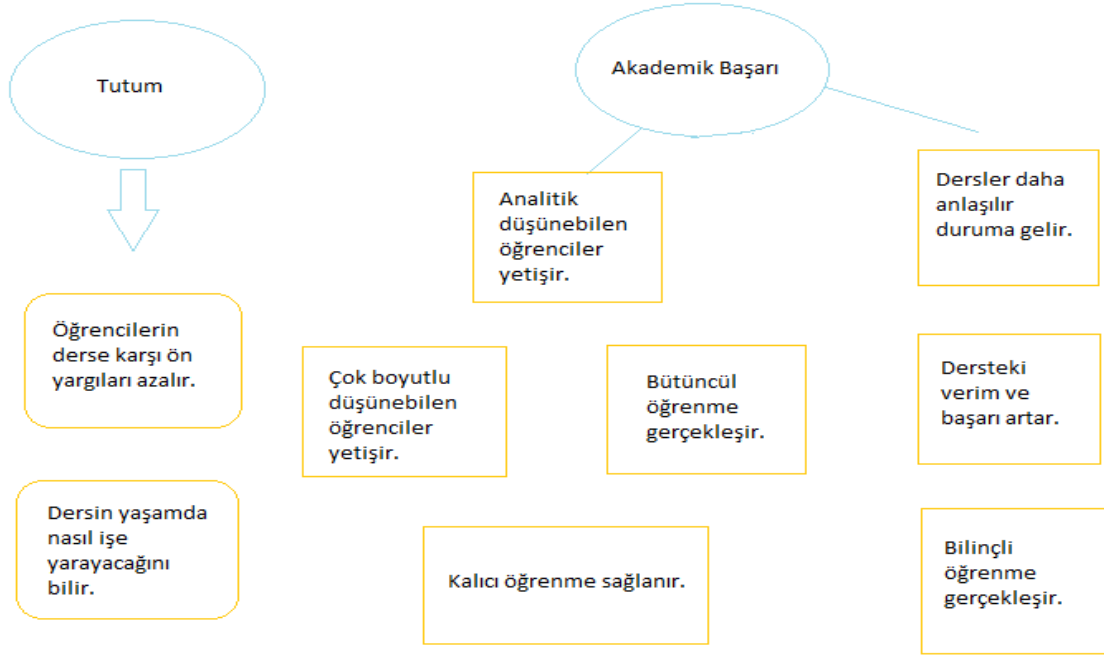 Tutum
Akademik Başarı
Analitik
düşünebilen
öğrenciler
yetişir.
Dersler daha
anlaşılır
duruma gelir.
Öğrencilerin
derse karşı ön
yargıları azalır.
Çok boyutlu
düşünebilen
öğrenciler
yetişir.
Bütüncül
öğrenme
gerçekleşir.
Dersteki
verim ve
başarı artar.
Dersin yaşamda
nasıl işe
yarayacağını
bilir.
Kalıcı öğrenme sağlanır.
Bilinçli
öğrenme
gerçekleşir.